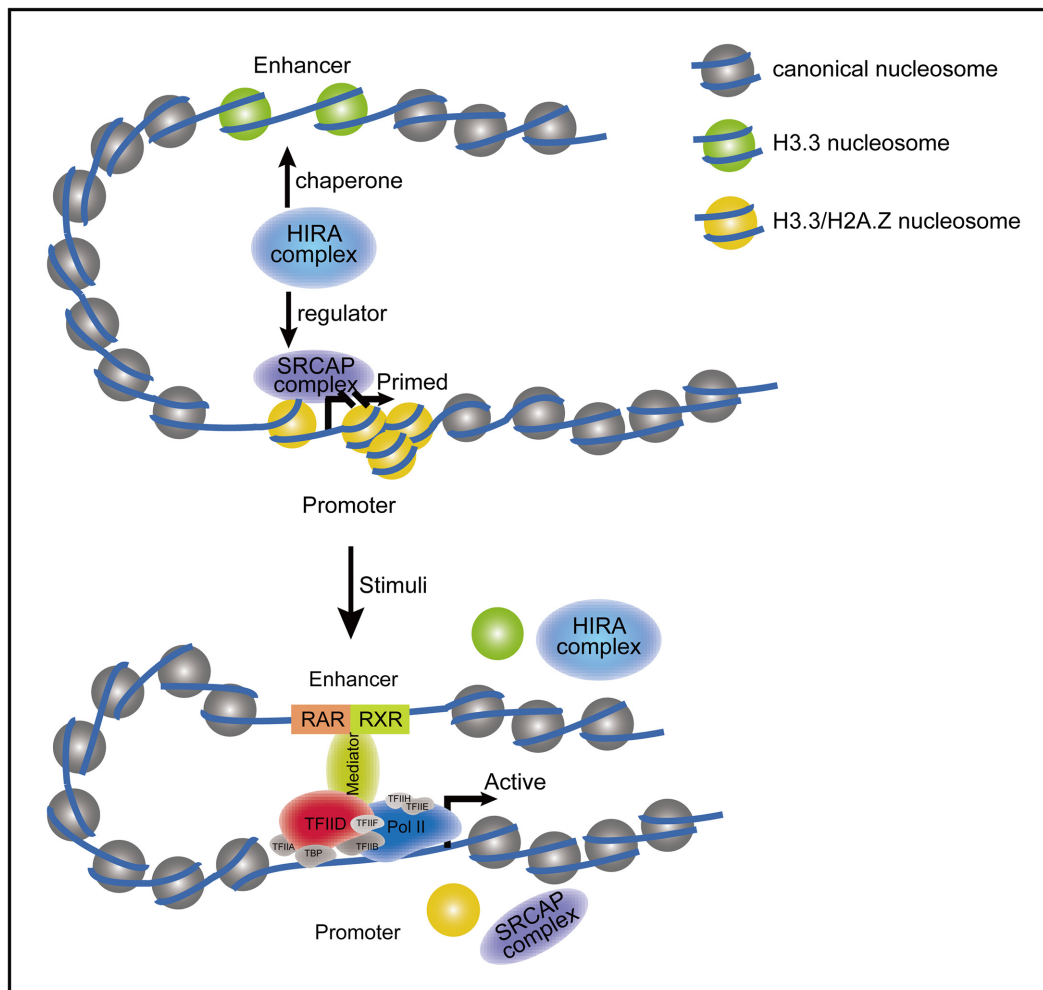 Enhancer
canonical nucleosome
H3.3 nucleosome
H3.3/H2A.Z nucleosome
chaperone
HIRA
complex
regulator
SRCAP
complex
Primed
Promoter
Stimuli
HIRA
complex
Enhancer
RAR
RXR
Mediator
Active
TFIIH
TFIIE
TFIID
TFIIF
Pol II
TFIIA
TBP
TFIIB
Promoter
SRCAP
complex